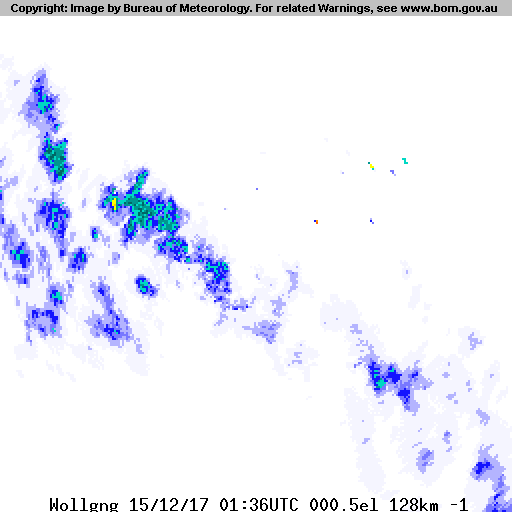 Copyright: Image by Bureau of Meteorology. For related Warnings, see www.bom.gov.au
Wollgng 15/12/17 01:36UTC 000.5el 128km -1